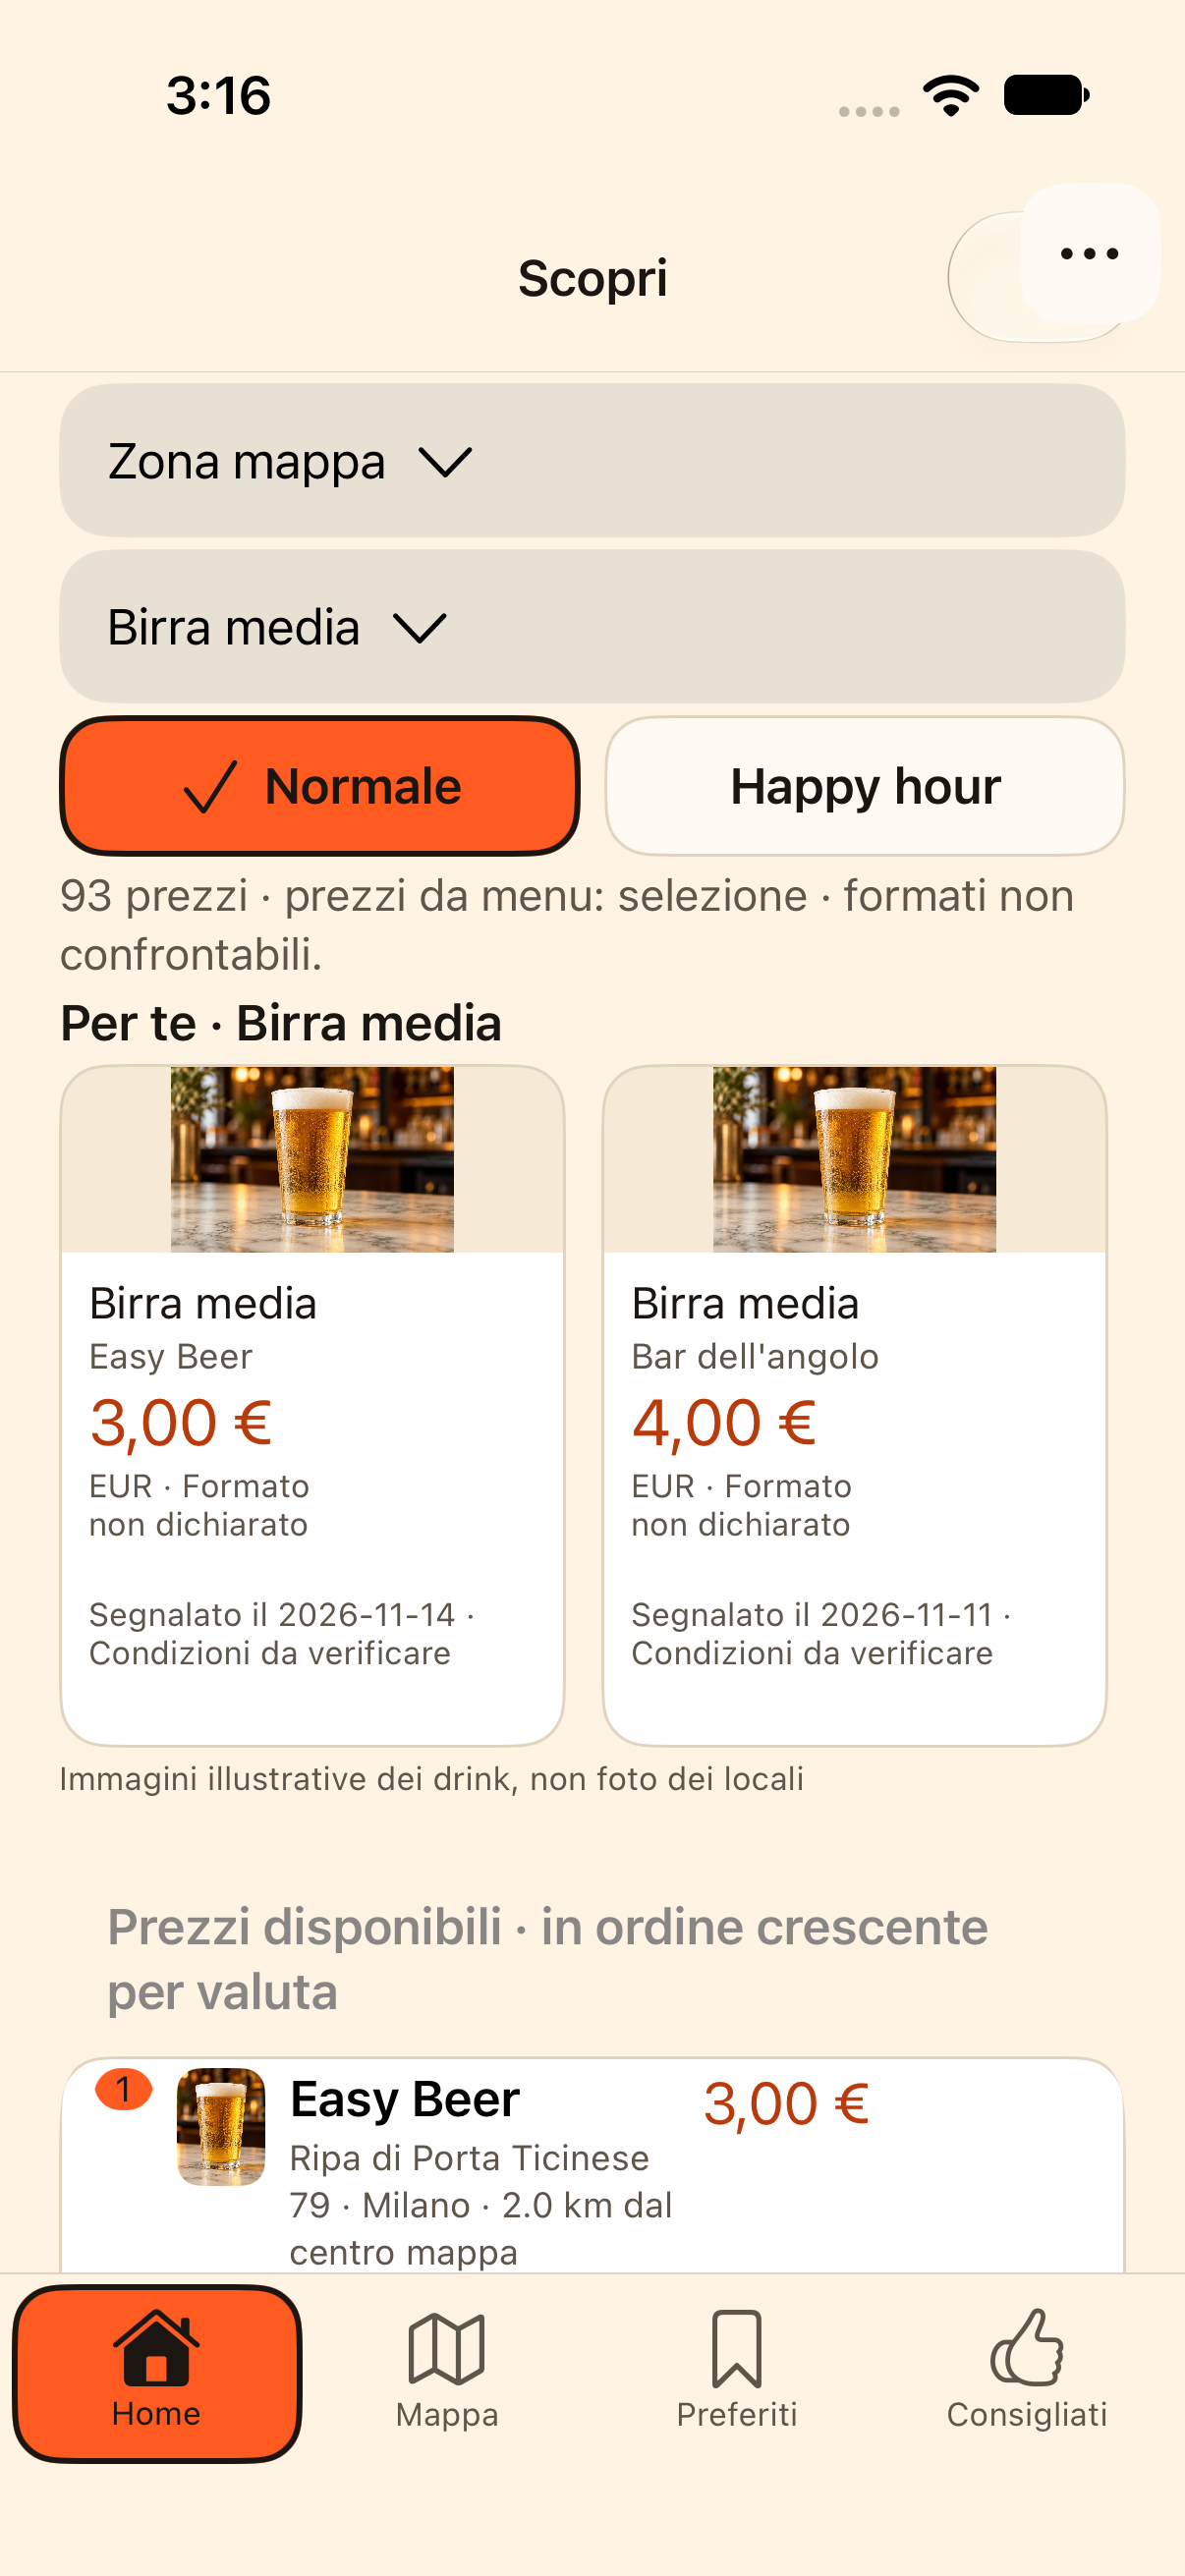 3:16
Scopri
Zona mappa
Birra media
Normale
Happy hour
93 prezzi · prezzi da menu: selezione · formati non
confrontabili.
Per te · Birra media
Birra media
Easy Beer
3,00 €
EUR · Formato
non dichiarato
Segnalato il 2026-11-14 ·
Condizioni da verificare
Birra media
Bar dell'angolo
4,00 €
EUR · Formato
non dichiarato
Segnalato il 2026-11-11 ·
Condizioni da verificare
Immagini illustrative dei drink, non foto dei locali
Prezzi disponibili · in ordine crescente
per valuta
1
Easy Beer
3,00 €
Ripa di Porta Ticinese
79 · Milano · 2.0 km dal
centro mappa
Home
Mappa
Preferiti
Consigliati